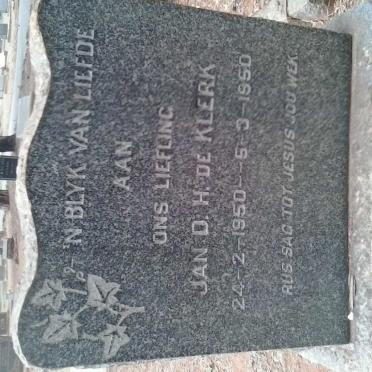 'N BLYK VAN LIEFDE
AAN
ONS LIEFLING
JAN D. H. DE KLERK
24-2-1950 — 5-3-1950
RUS SAG TOT JESUS JOU WEK